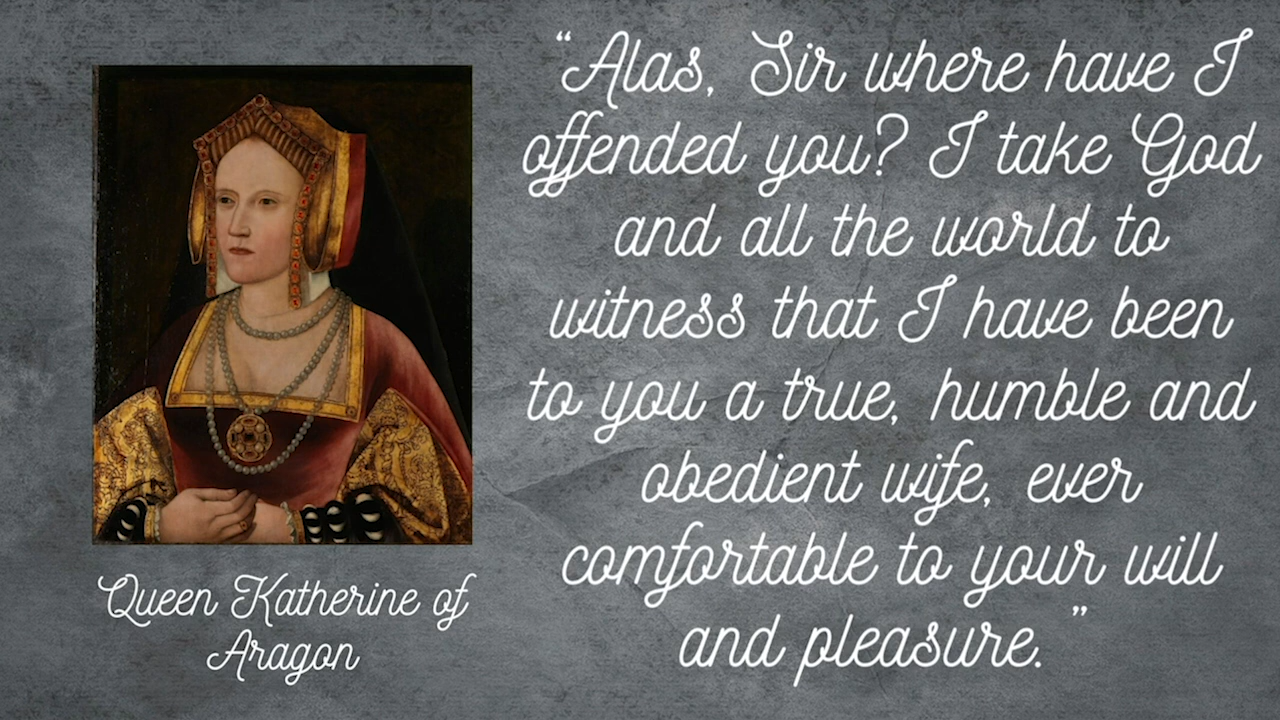 “Alas, Sir where have I
offended you? I take God
and all the world to
witness that I have been
to you a true, humble and
obedient wife, ever
comfortable to your will
and pleasure.”
Queen Katherine of
Aragon